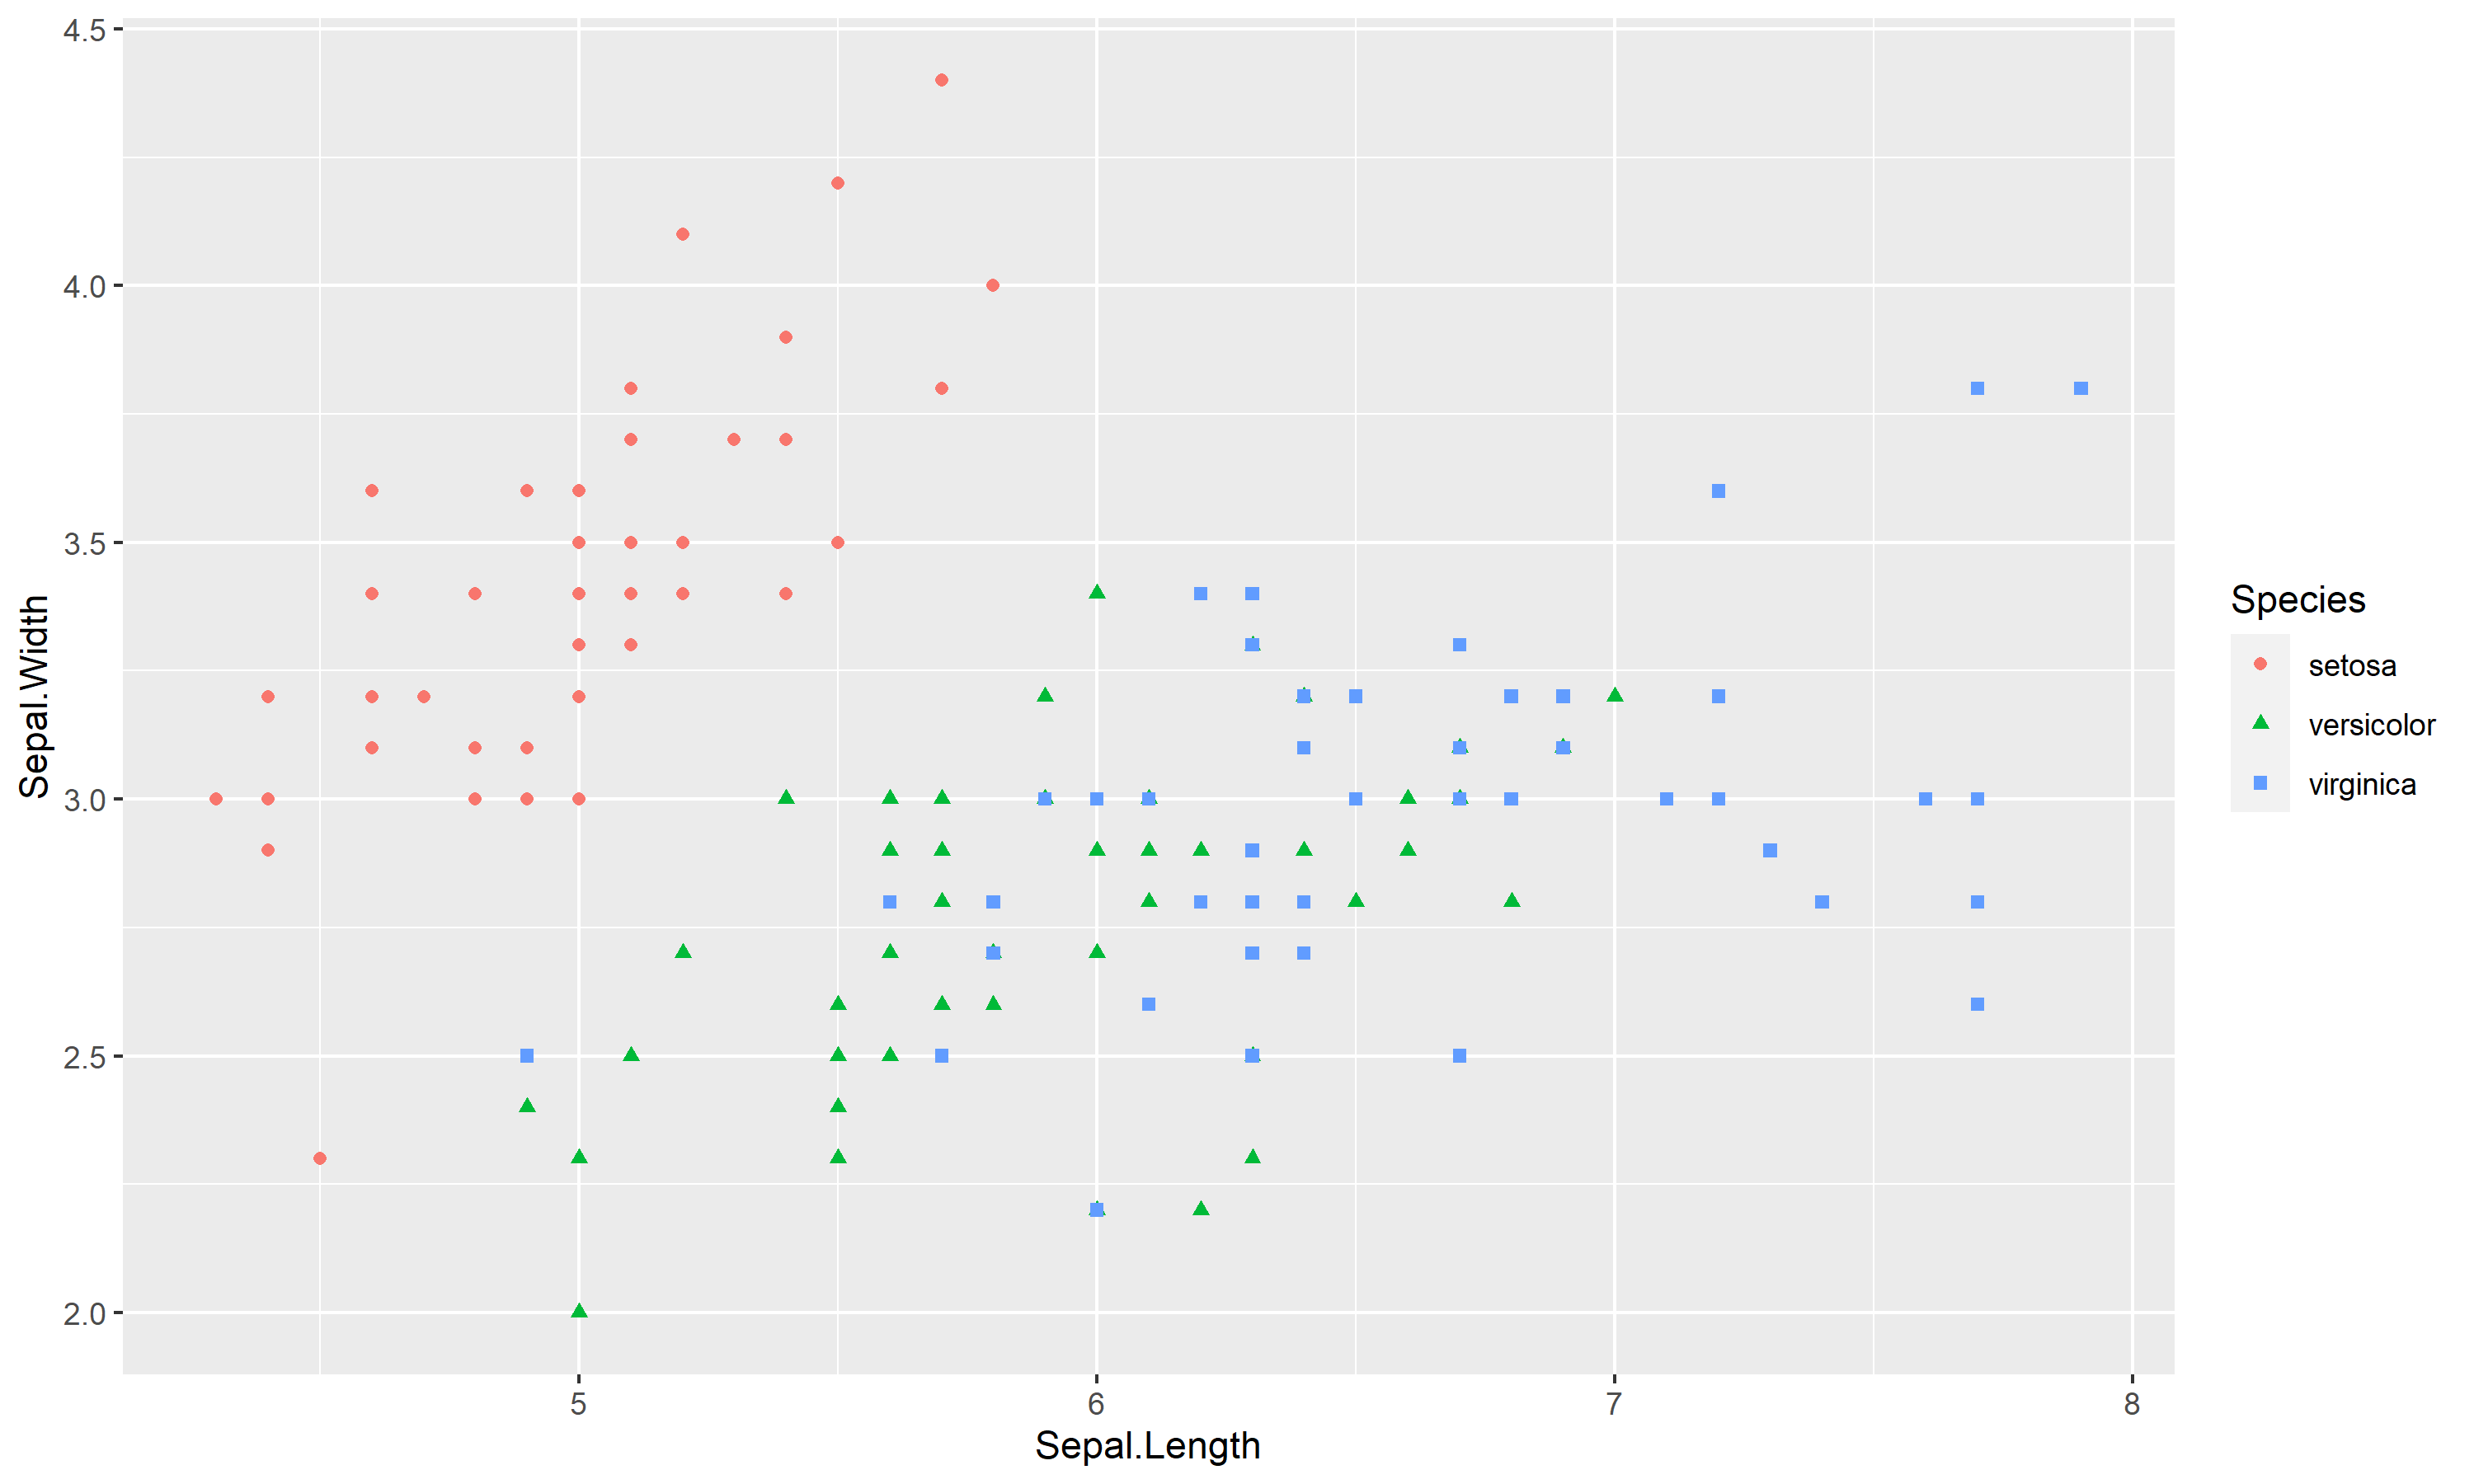 4.5
4.0
3.5
3.0
2.5
2.0
Sepal.Width
5 6 7 8
Sepal.Length
Species
setosa
versicolor
virginica